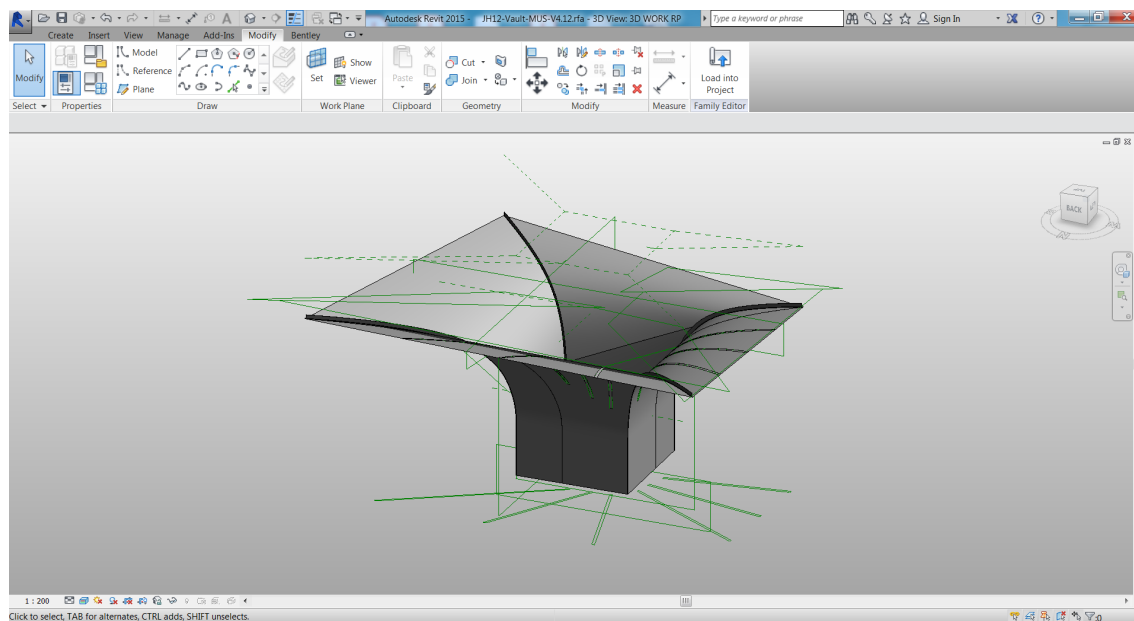 Autodesk Revit 2015 - JH12-Vault-MUS-V4.12.rfa - 3D View: 3D WORK RP
Type a keyword or phrase
Sign In
Create Insert View Manage Add-Ins Modify Bentley
Modify
Model
Reference
Plane
Set
Show
Viewer
Paste
Cut
Join
Load into
Project
Select Properties Draw Work Plane Clipboard Geometry Modify Measure Family Editor
BACK
1 : 200
Click to select, TAB for alternates, CTRL adds, SHIFT unselects.
:0